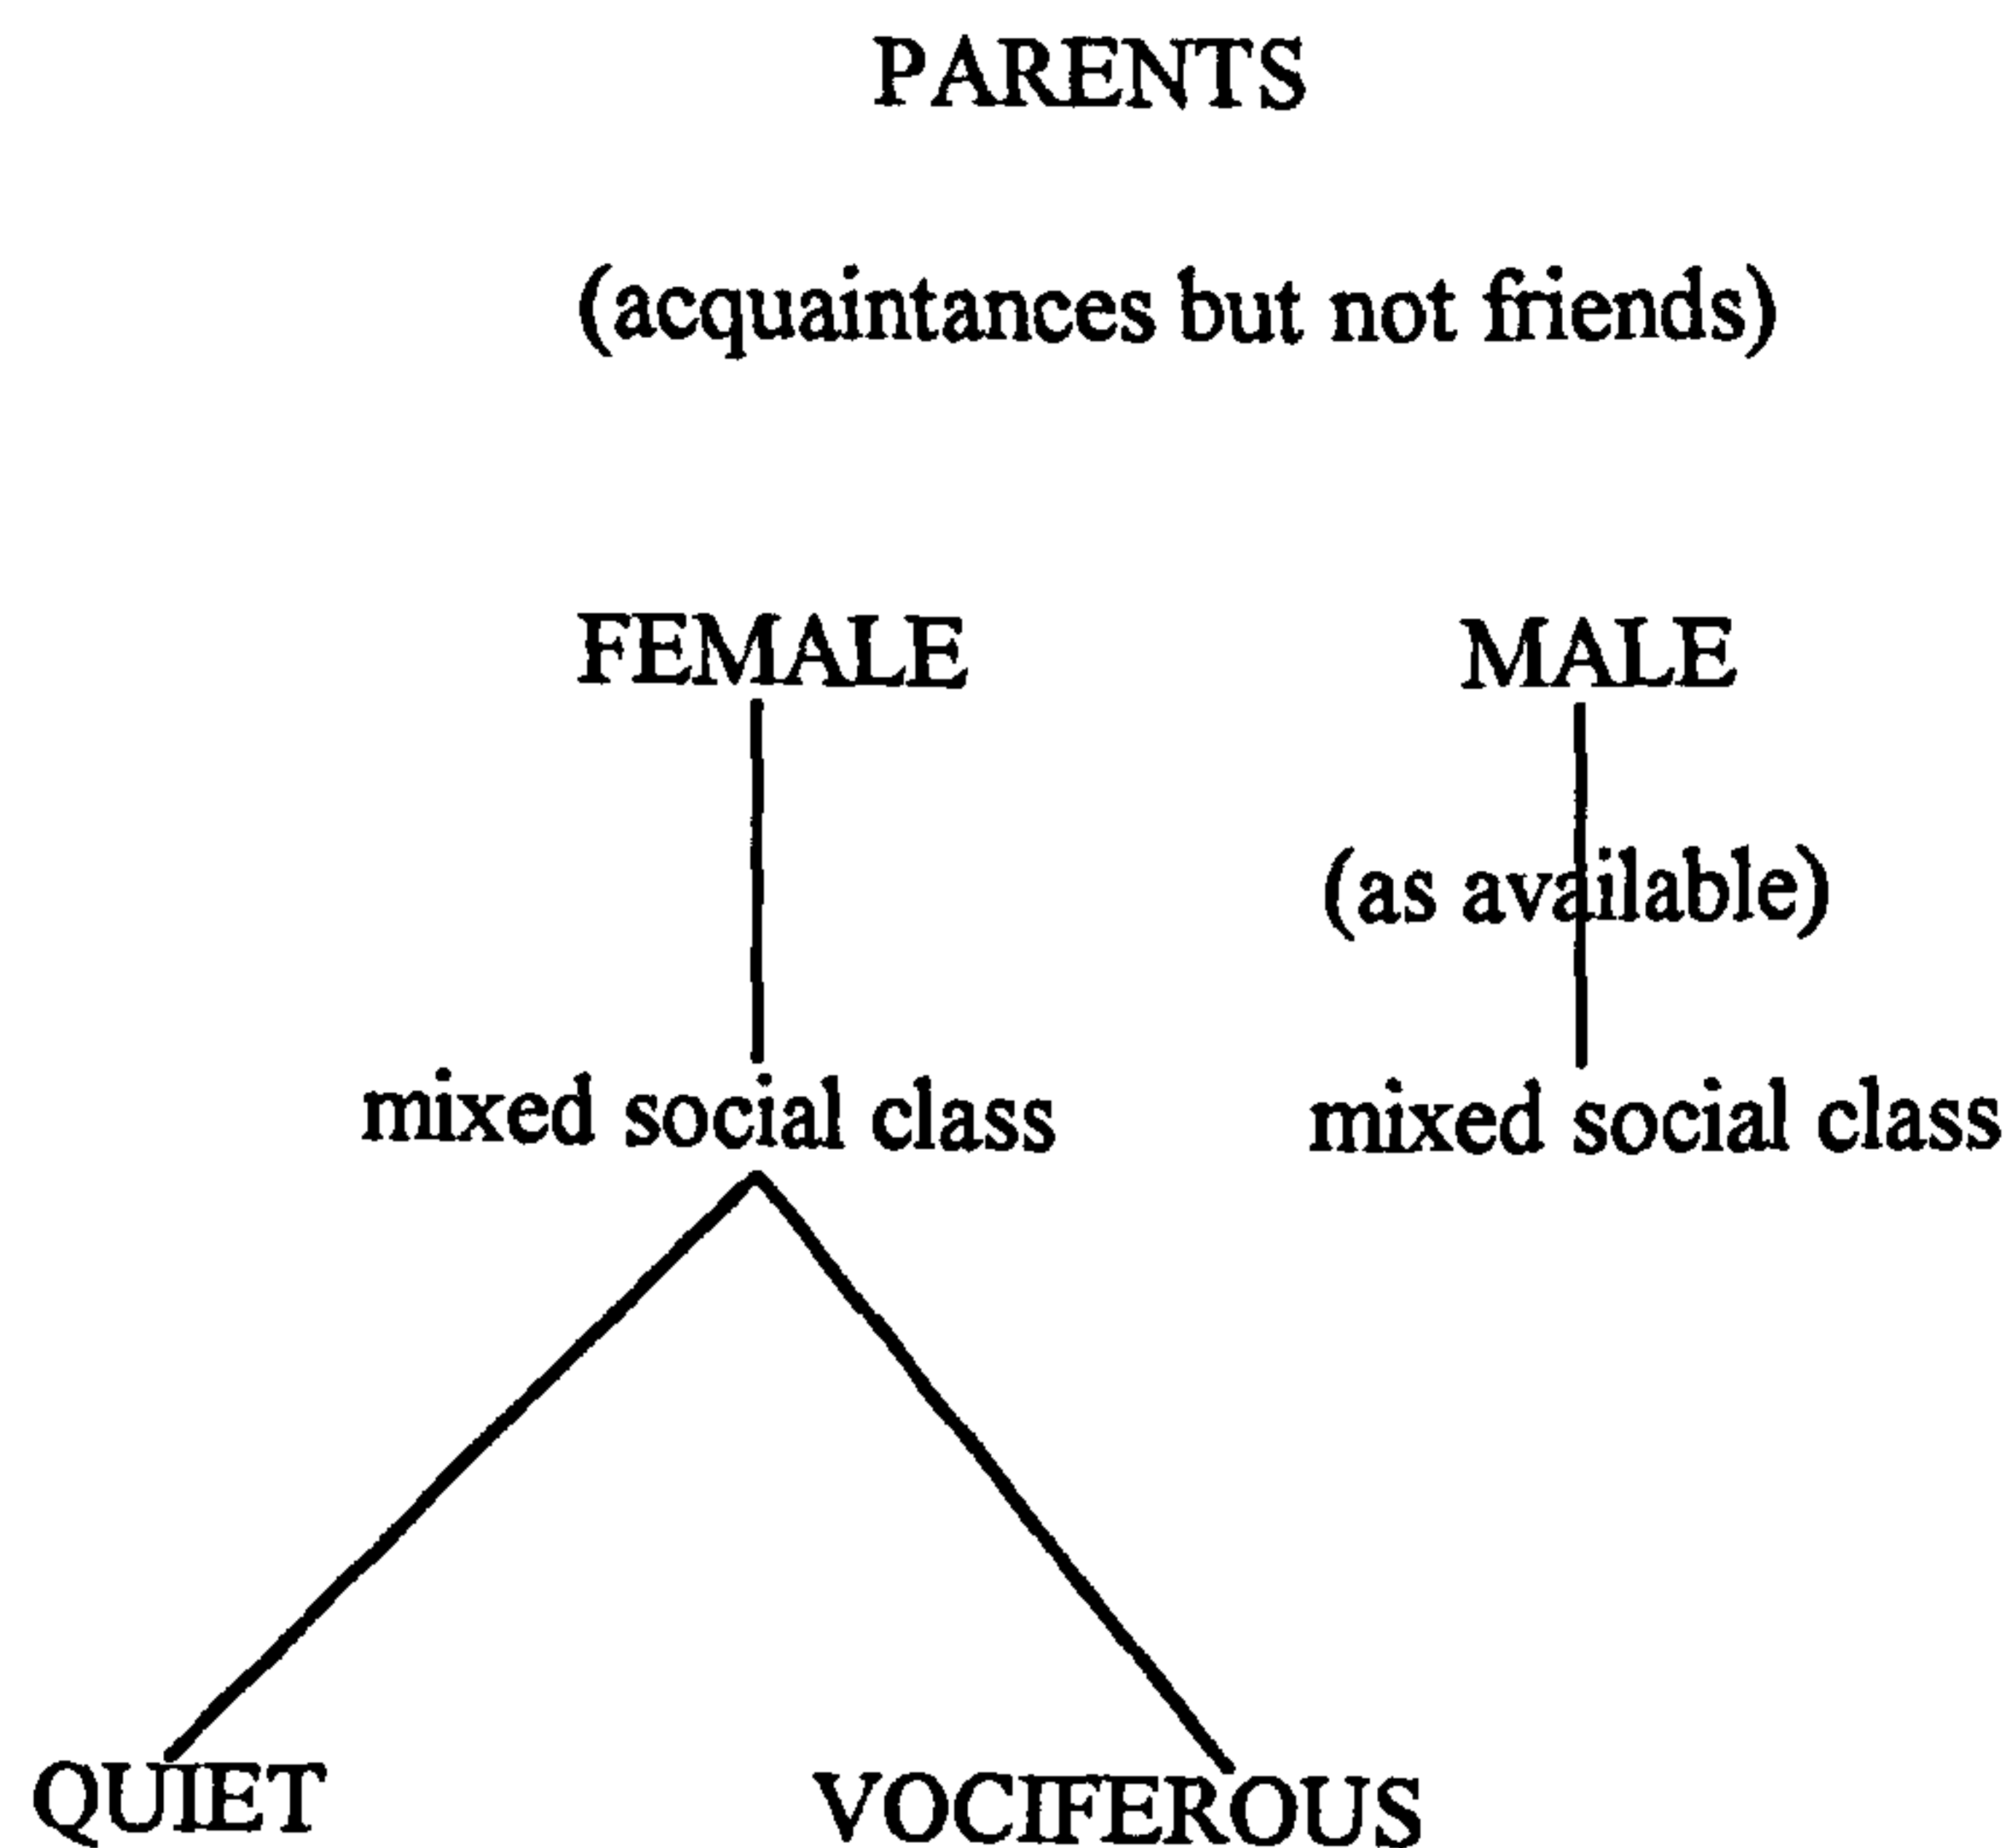 PARENTS
(acquaintances but not friends)
FEMALE MALE
(as available)
mixed social class mixed social class
QUIET VOCIFEROUS